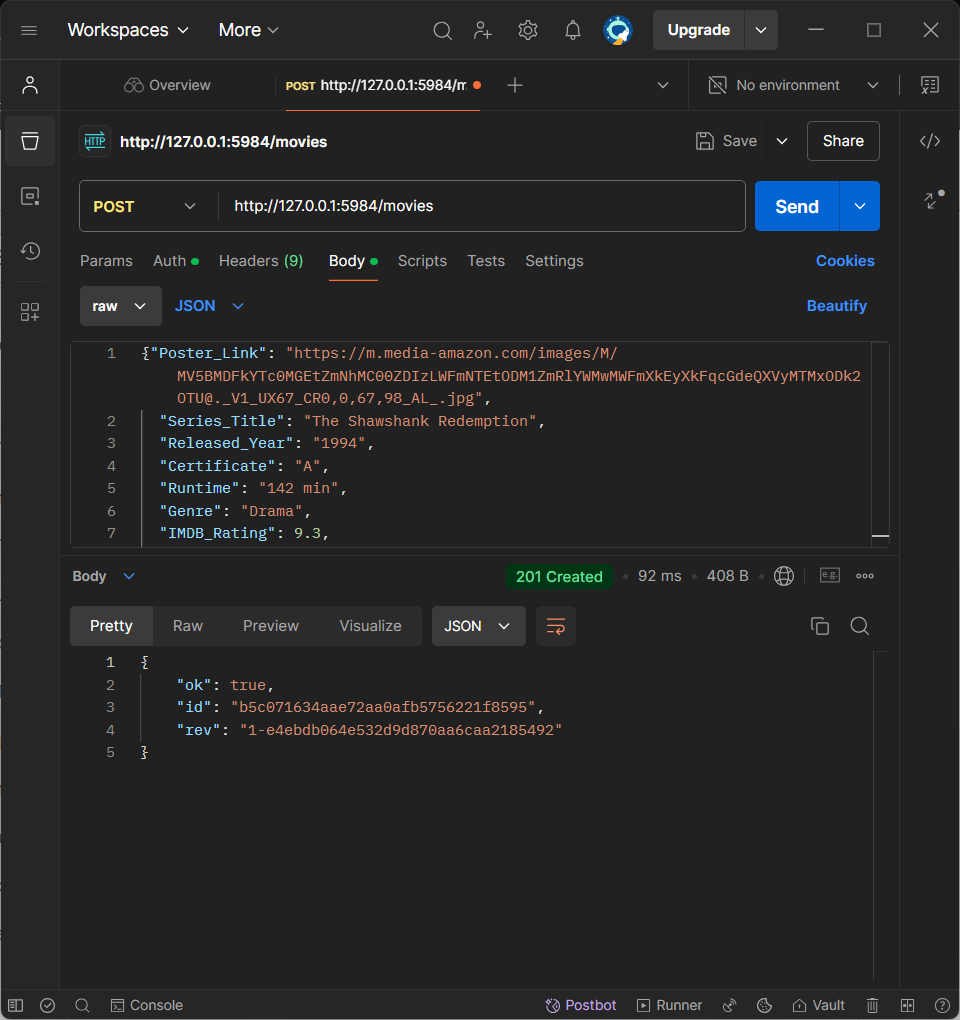 Workspaces More Upgrade
Overview POST http://127.0.0.1:5984/m No environment
HTTP http://127.0.0.1:5984/movies Save Share
POST http://127.0.0.1:5984/movies Send
Params Auth Headers (9) Body Scripts Tests Settings Cookies
raw JSON Beautify
1 {"Poster_Link": "https://m.media-amazon.com/images/M/
MV5BMDFkYTc0MGEtZmNhMC00ZDIzLWFmNTEtODM1ZmRlYWMwMWFmXkEyXkFqcGdeQXVyMTMxODk2
OTU@._V1_UX67_CR0,0,67,98_AL_.jpg",
2 "Series_Title": "The Shawshank Redemption",
3 "Released_Year": "1994",
4 "Certificate": "A",
5 "Runtime": "142 min",
6 "Genre": "Drama",
7 "IMDB_Rating": 9.3,
Body 201 Created 92 ms 408 B e.g.
Pretty Raw Preview Visualize JSON
1 {
2 "ok": true,
3 "id": "b5c071634aae72aa0afb5756221f8595",
4 "rev": "1-e4ebdb064e532d9d870aa6caa2185492"
5 }
Console Postbot Runner Vault